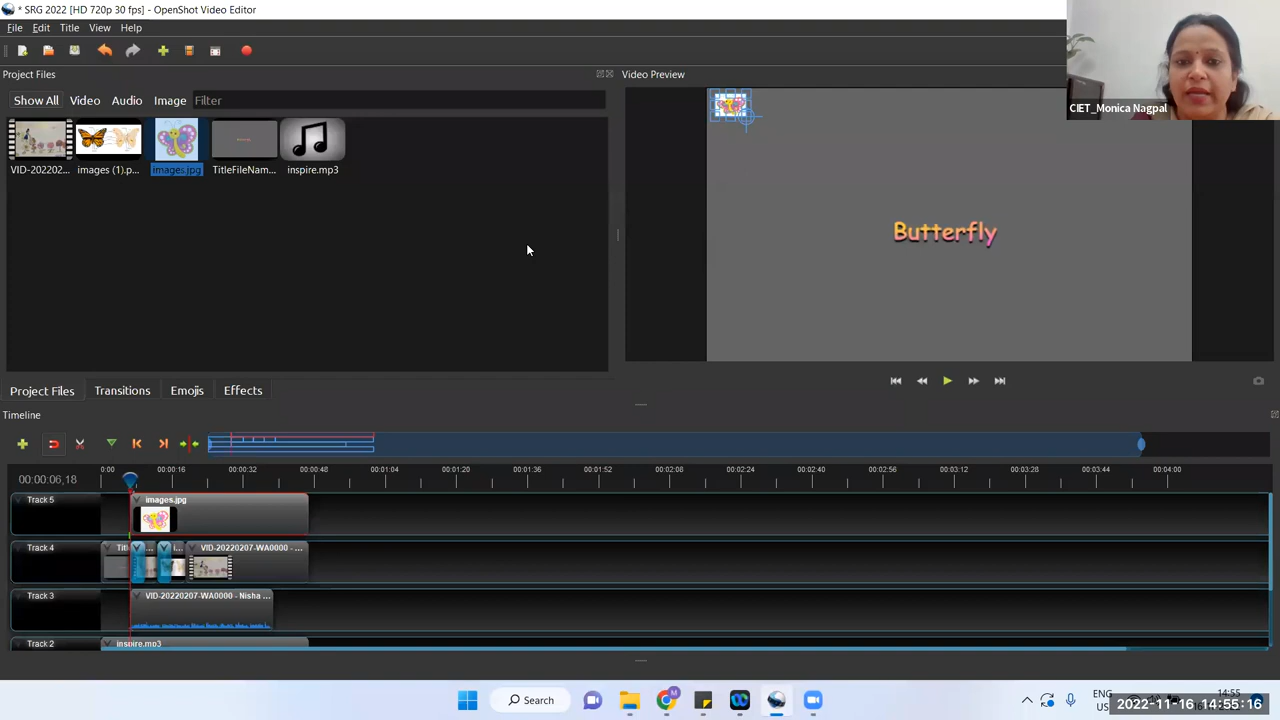 * SRG 2022 [HD 720p 30 fps] - OpenShot Video Editor
File Edit Title View Help
Project Files
Video Preview
CIET_Monica Nagpal
Show All Video Audio Image Filter
VID-202202... images (1).p... images.jpg TitleFileNam... inspire.mp3
Butterfly
Project Files Transitions Emojis Effects
Timeline
00:00:06,18
0:00 00:00:16 00:00:32 00:00:48 00:01:04 00:01:20 00:01:36 00:01:52 00:02:08 00:02:24 00:02:40 00:02:56 00:03:12 00:03:28 00:03:44 00:04:00
Track 5 images.jpg
Track 4 Tit ... I... VID-20220207-WA0000 - ...
Track 3 VID-20220207-WA0000 - Nisha ...
Track 2 inspire.mp3
Search
ENG
US
14:55
2022-11-16 14:55:16